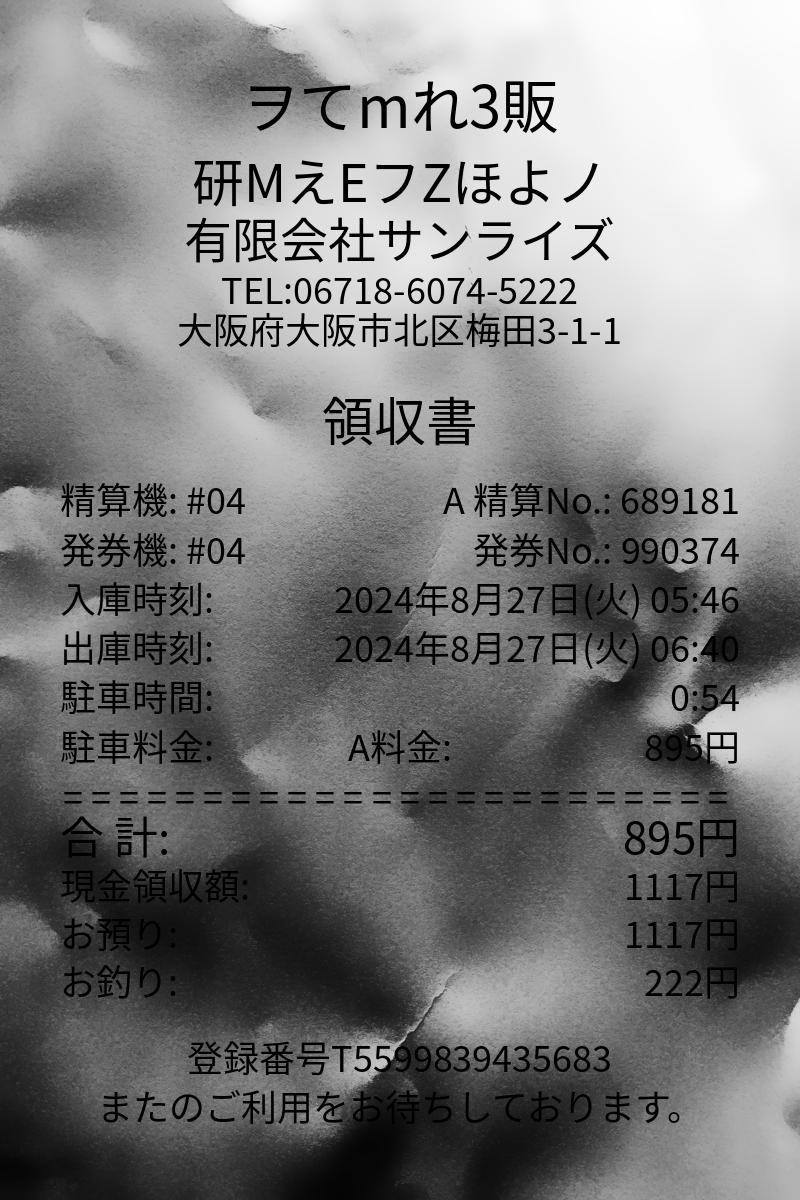 ヲてmれ3販
研MえEフZほよノ
有限会社サンライズ
TEL:06718-6074-5222
大阪府大阪市北区梅田3-1-1
領収書
精算機: #04 A 精算No.: 689181
発券機: #04 発券No.: 990374
入庫時刻: 2024年8月27日(火) 05:46
出庫時刻: 2024年8月27日(火) 06:40
駐車時間: 0:54
駐車料金: A料金: 895円
========================
合 計: 895円
現金領収額: 1117円
お預り: 1117円
お釣り: 222円
登録番号T5599839435683
またのご利用をお待ちしております。